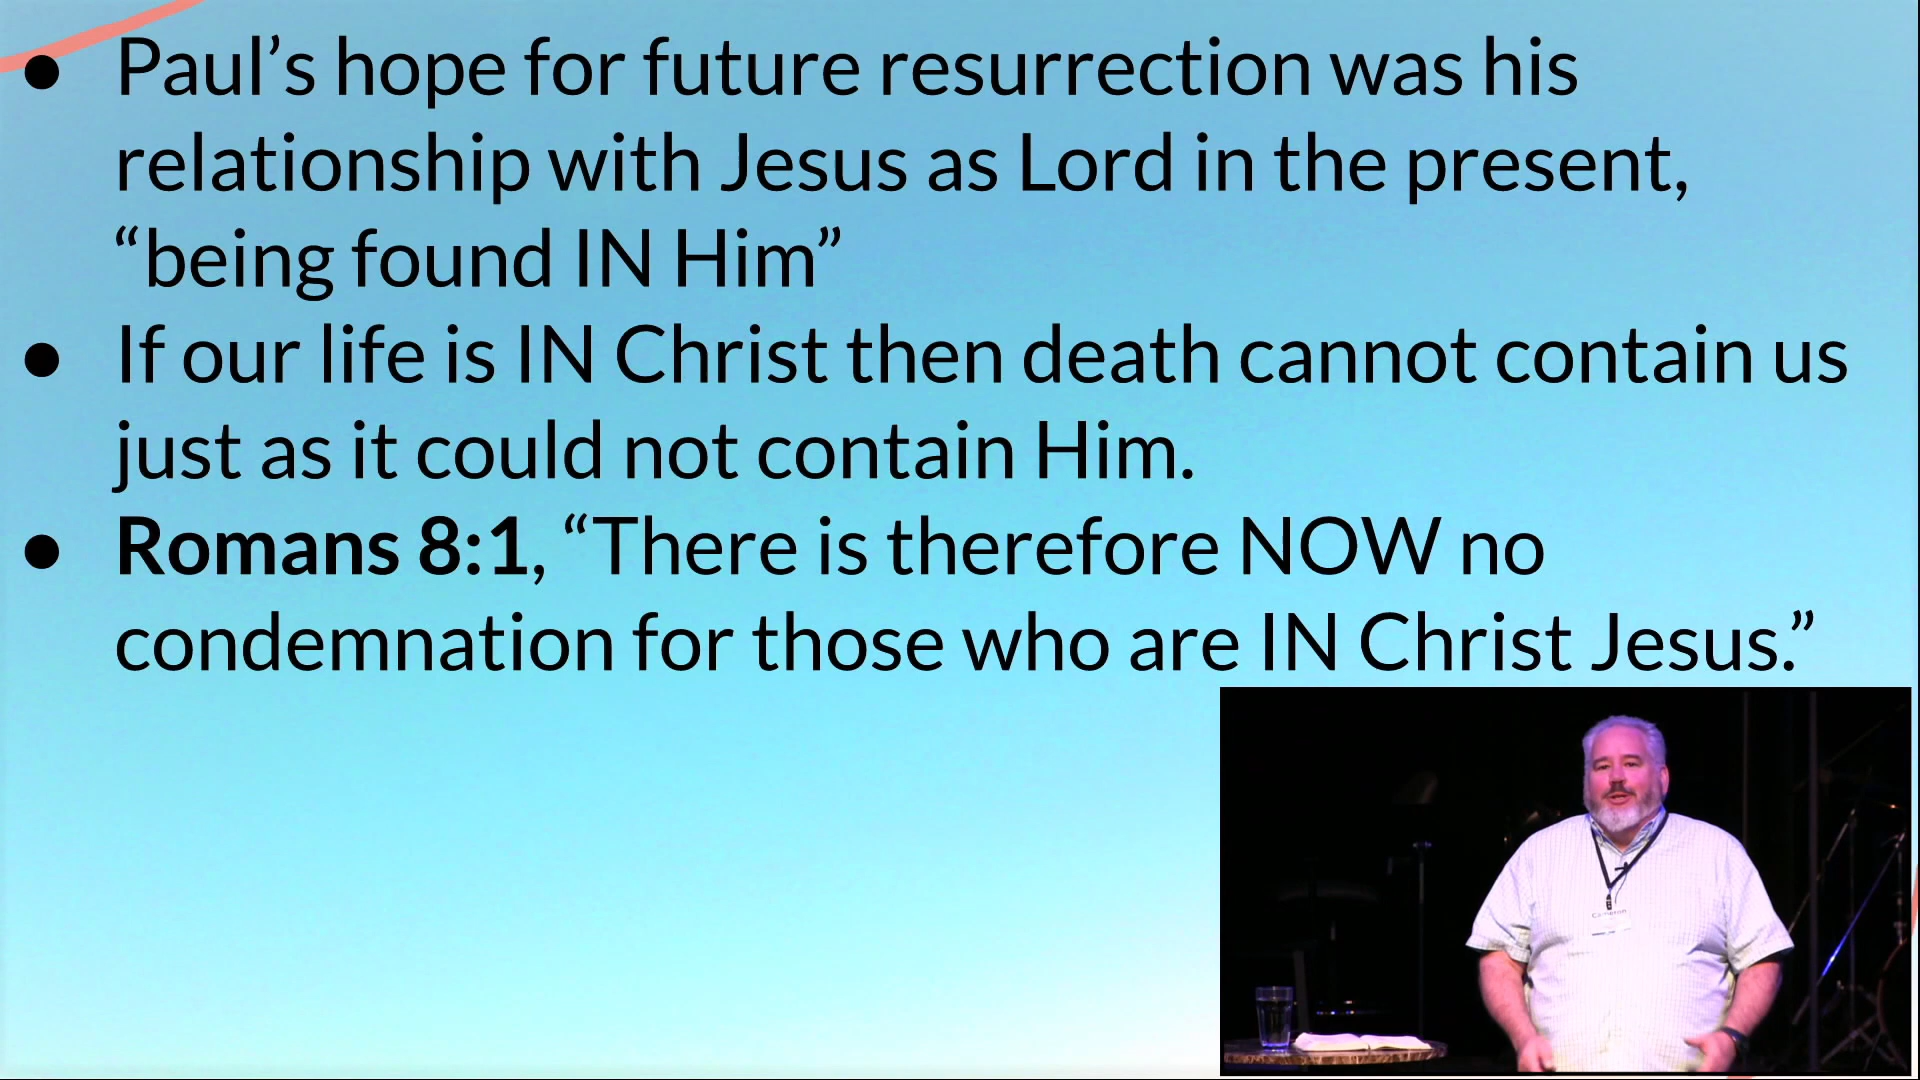 ● Paul’s hope for future resurrection was his
relationship with Jesus as Lord in the present,
“being found IN Him”
● If our life is IN Christ then death cannot contain us
just as it could not contain Him.
● Romans 8:1, “There is therefore NOW no
condemnation for those who are IN Christ Jesus.”
Cameron